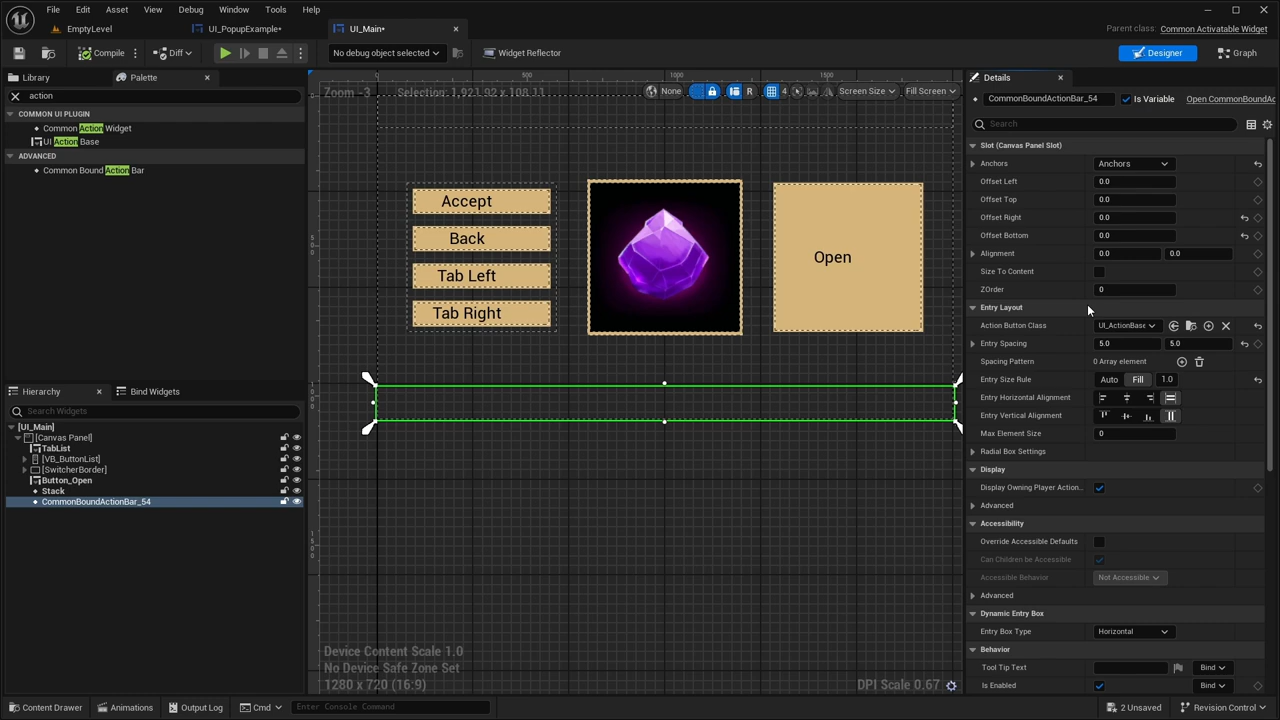 File Edit Asset View Debug Window Tools Help
EmptyLevel UI_PopupExample• UI_Main•
Parent class: Common Activatable Widget
Compile Diff No debug object selected Widget Reflector Designer Graph
Library Palette
action
COMMON UI PLUGIN
Common Action Widget
UI Action Base
ADVANCED
Common Bound Action Bar
Hierarchy Bind Widgets
Search Widgets
[UI_Main]
[Canvas Panel]
TabList
[VB_ButtonList]
[SwitcherBorder]
Button_Open
Stack
CommonBoundActionBar_54
0 500 1000 1500
Zoom -3 Selection: 1,921.92 x 108.11 None R 4 Screen Size Fill Screen
Accept
Back
Tab Left
Tab Right
Open
Device Content Scale 1.0
No Device Safe Zone Set
1280 x 720 (16:9)
DPI Scale 0.67
Details
CommonBoundActionBar_54 Is Variable Open CommonBoundAc
Search
Slot (Canvas Panel Slot)
Anchors Anchors
Offset Left 0.0
Offset Top 0.0
Offset Right 0.0
Offset Bottom 0.0
Alignment 0.0 0.0
Size To Content
ZOrder 0
Entry Layout
Action Button Class UI_ActionBase
Entry Spacing 5.0 5.0
Spacing Pattern 0 Array element
Entry Size Rule Auto Fill 1.0
Entry Horizontal Alignment
Entry Vertical Alignment
Max Element Size 0
Radial Box Settings
Display
Display Owning Player Action...
Advanced
Accessibility
Override Accessible Defaults
Can Children be Accessible
Accessible Behavior Not Accessible
Advanced
Dynamic Entry Box
Entry Box Type Horizontal
Behavior
Tool Tip Text Bind
Is Enabled Bind
Content Drawer Animations Output Log Cmd Enter Console Command 2 Unsaved Revision Control